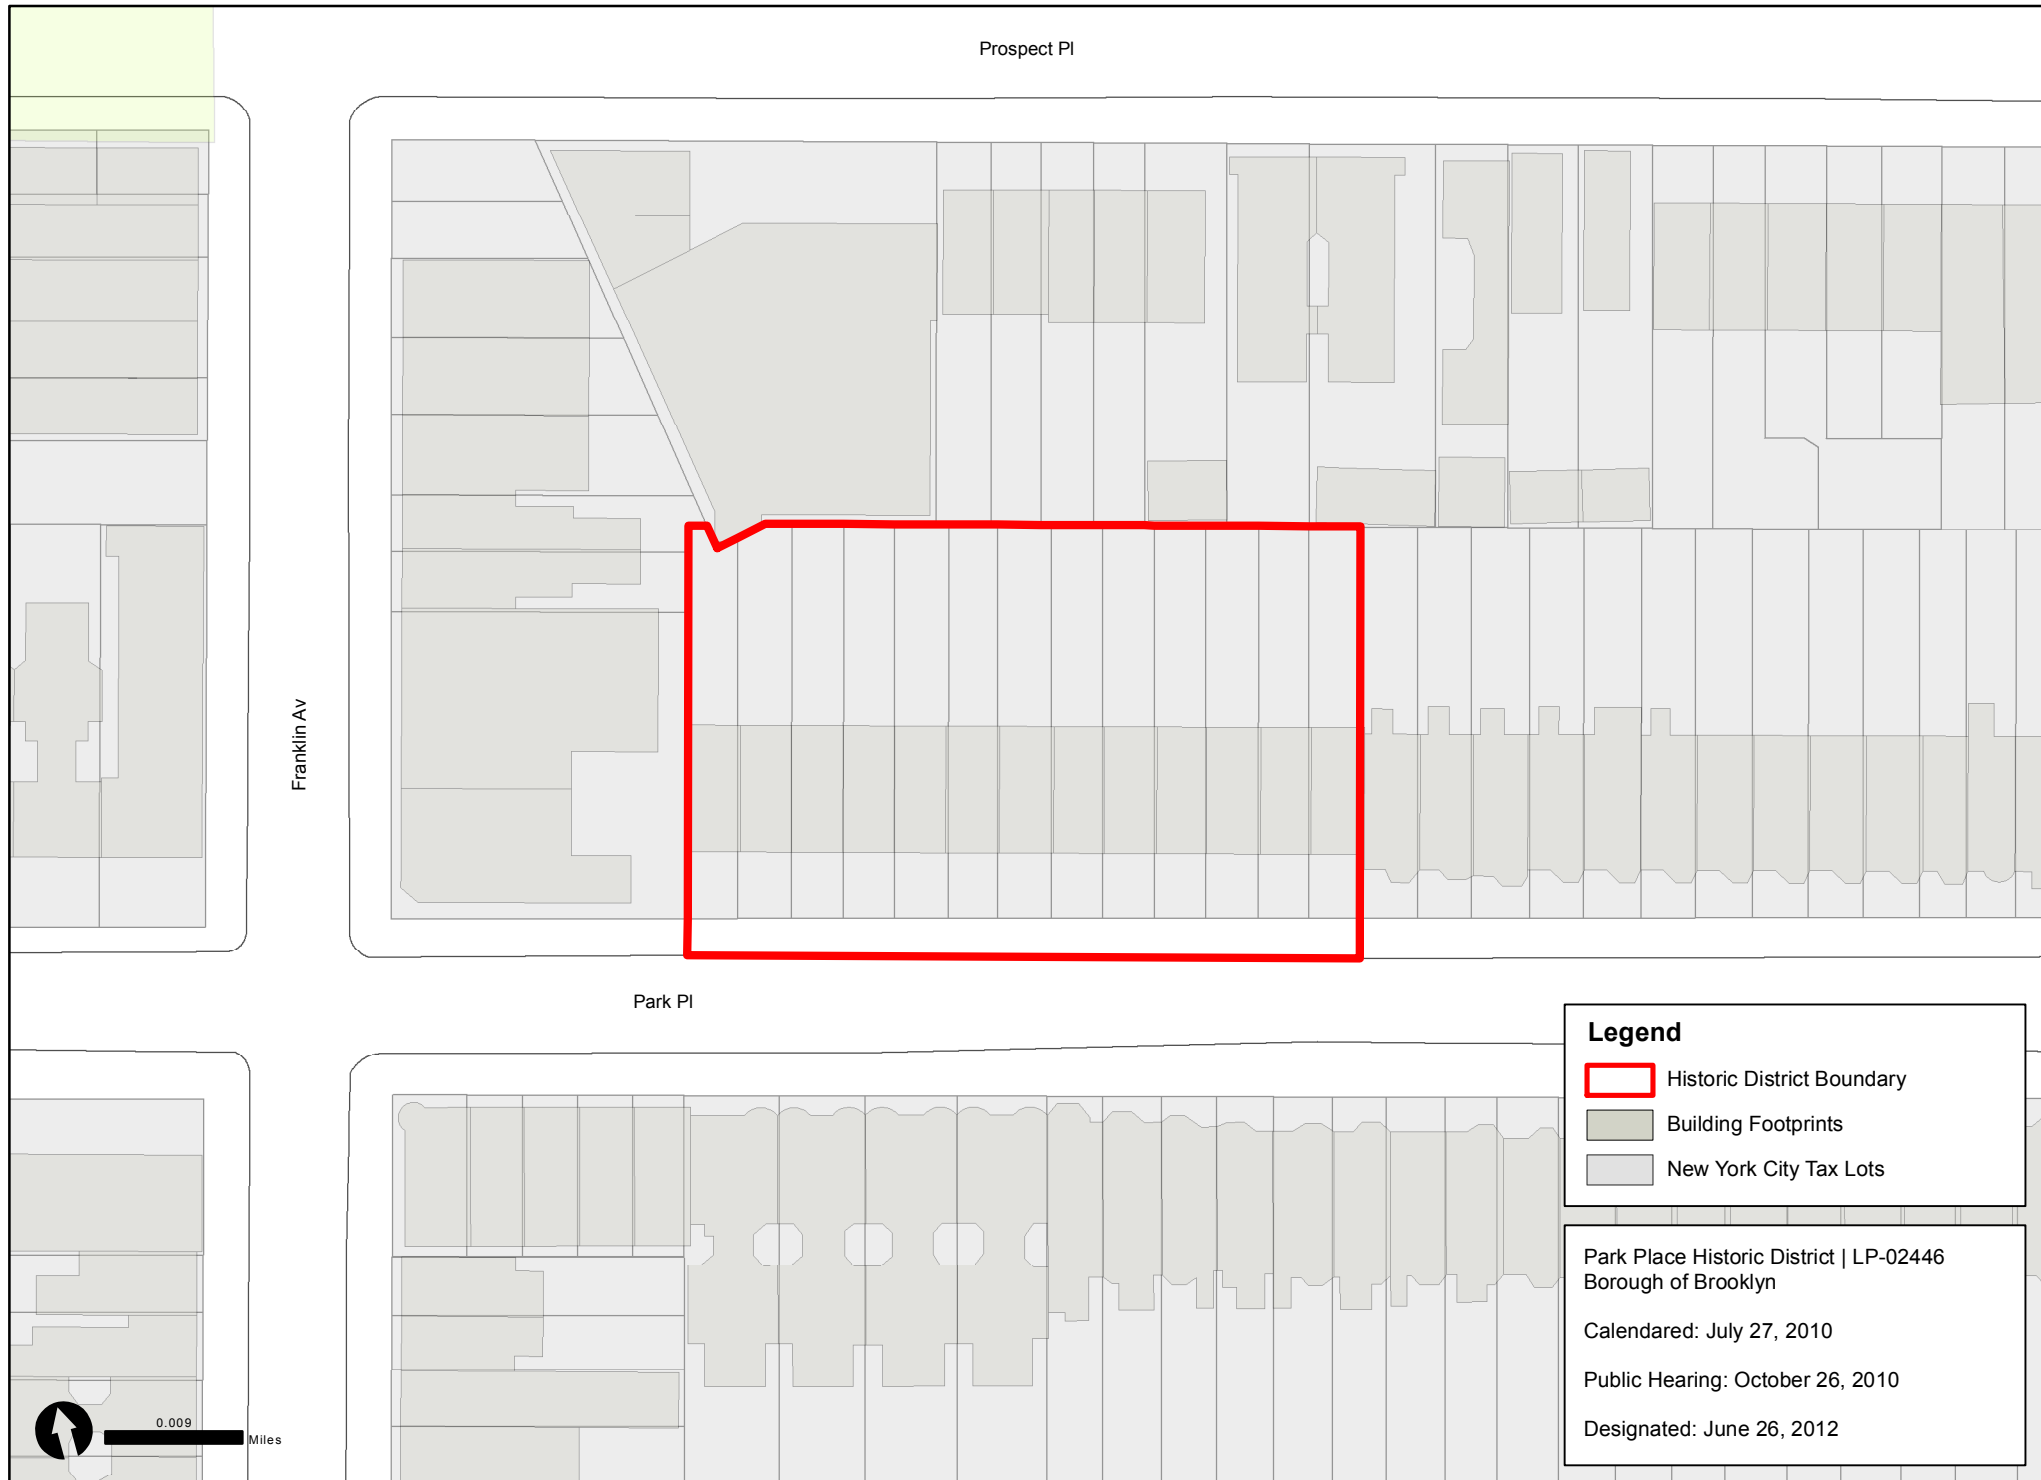 Prospect Pl
Franklin Av
Park Pl
Legend
Historic District Boundary
Building Footprints
New York City Tax Lots
Park Place Historic District | LP-02446
Borough of Brooklyn
Calendared: July 27, 2010
Public Hearing: October 26, 2010
Designated: June 26, 2012
0.009
Miles